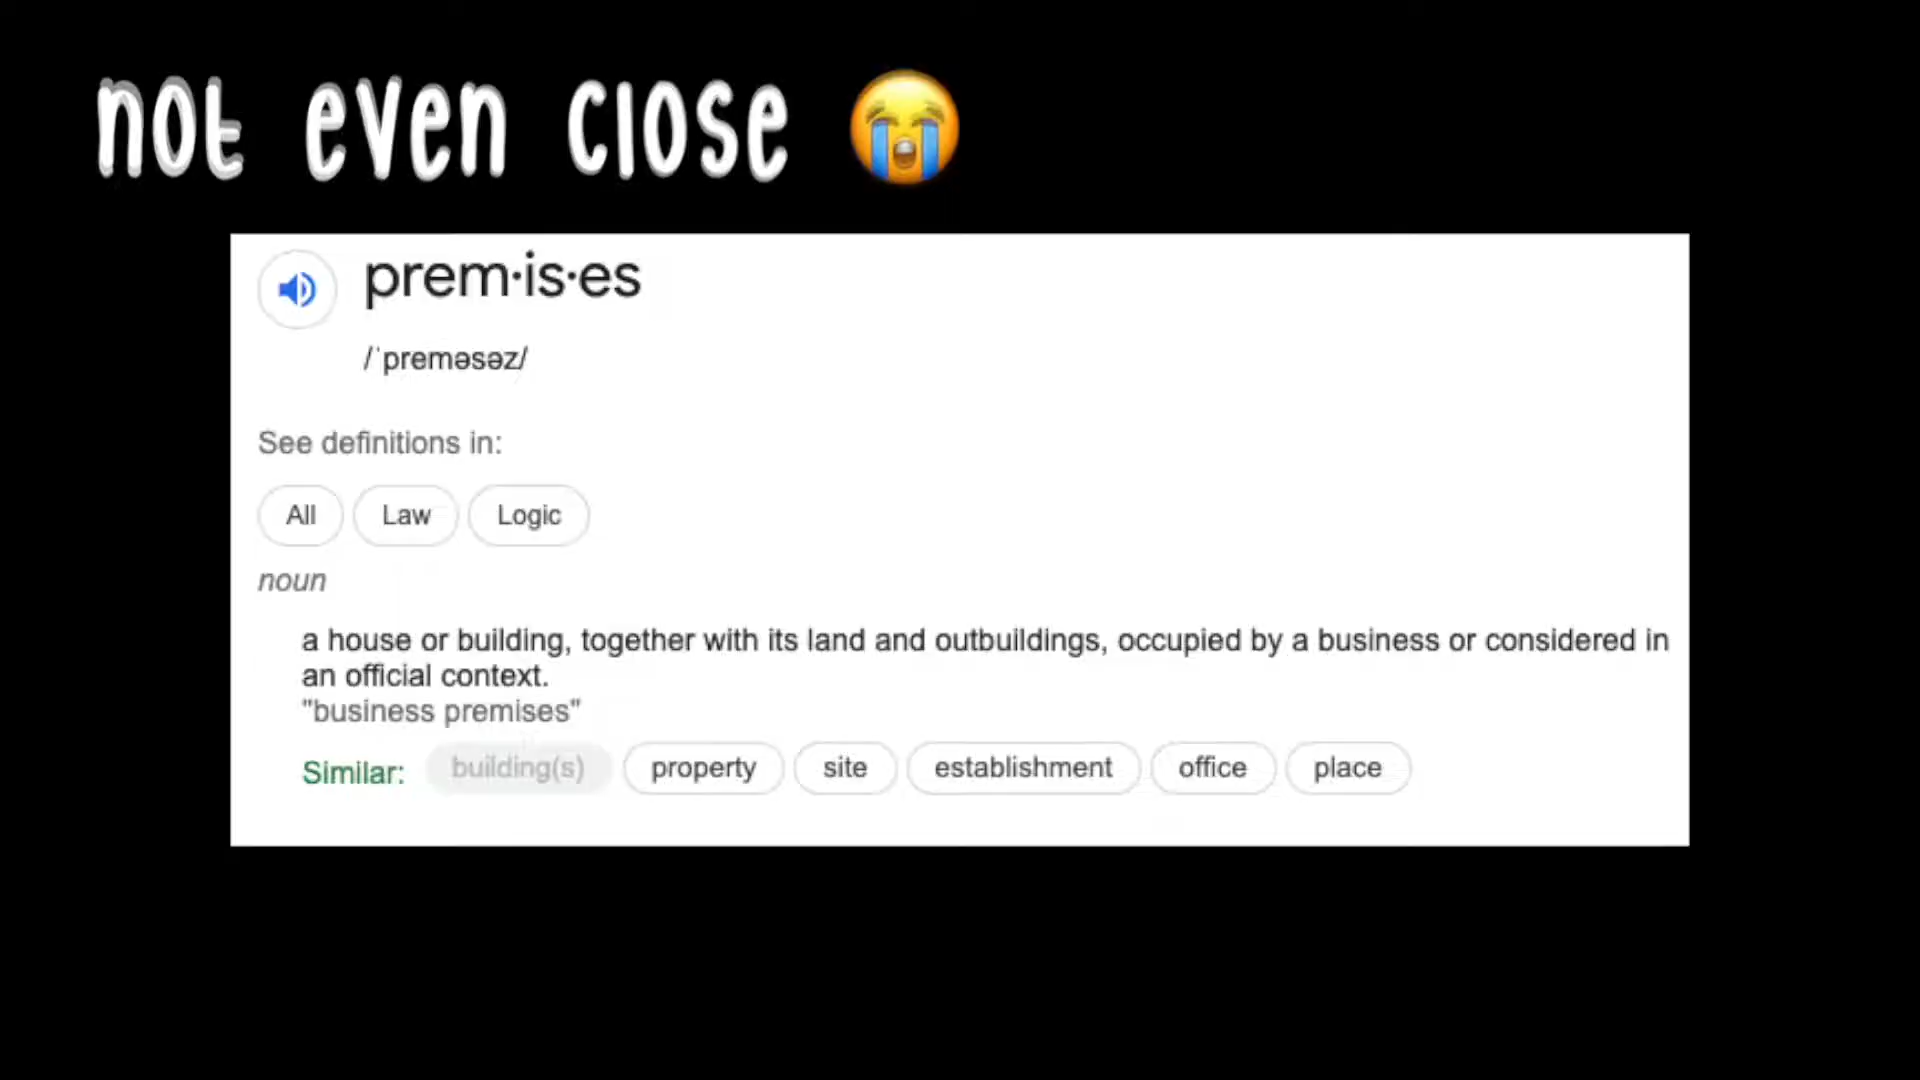 not even close 😭
prem·is·es
/ˈpreməsəz/
See definitions in:
All Law Logic
noun
a house or building, together with its land and outbuildings, occupied by a business or considered in
an official context.
"business premises"
Similar: building(s) property site establishment office place